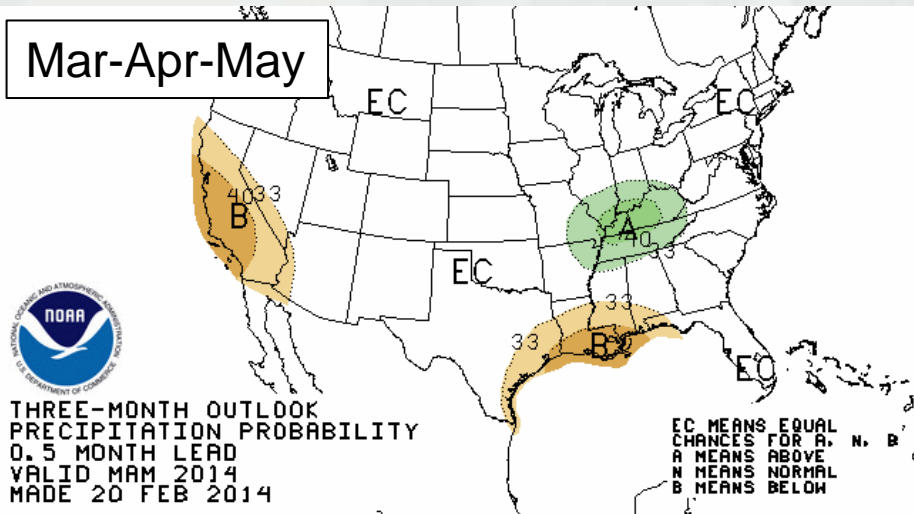 Mar-Apr-May
EC
EC
40 33
B
A
40
33
EC
33
33
B
EC
NATIONAL OCEANIC AND ATMOSPHERIC ADMINISTRATION
NOAA
U.S. DEPARTMENT OF COMMERCE
THREE-MONTH OUTLOOK
PRECIPITATION PROBABILITY
0.5 MONTH LEAD
VALID MAM 2014
MADE 20 FEB 2014
EC MEANS EQUAL
CHANCES FOR A, N, B
A MEANS ABOVE
N MEANS NORMAL
B MEANS BELOW